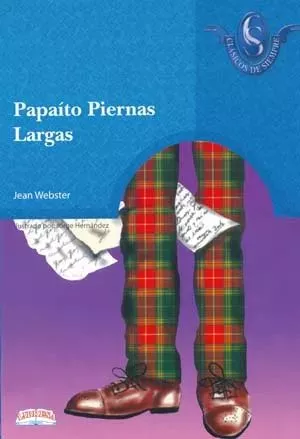 CLÁSICOS DE SIEMPRE
Papaíto Piernas
Largas
Jean Webster
Ilustrado por: Jorge Hernández